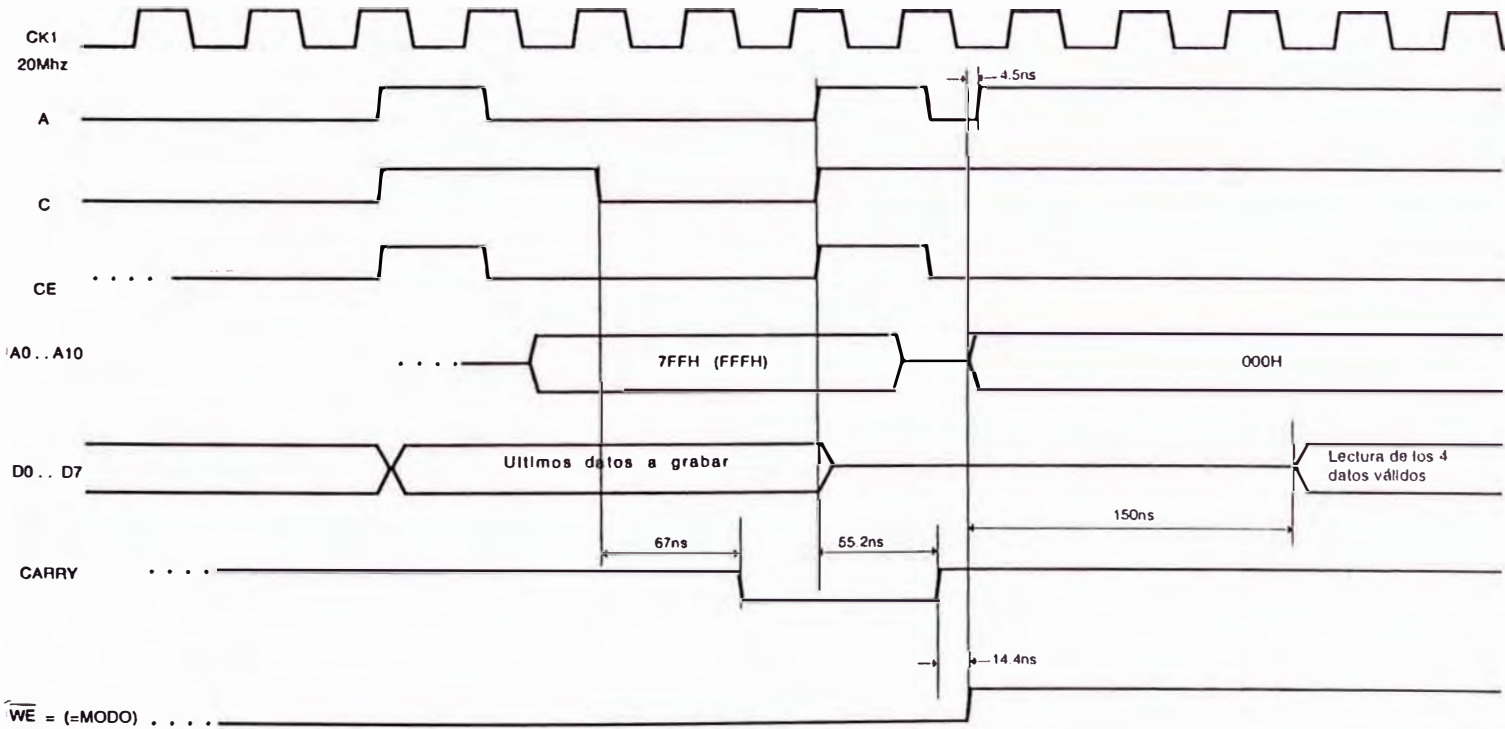 CK1
20Mhz
4.5ns
A
C
. . . .
CE
A0 . . A10
. . . .
7FFH (FFFH)
000H
D0 . . D7
Ultimos datos a grabar
Lectura de los 4
datos válidos
150ns
67ns
55.2ns
CARRY
. . . .
14.4ns
WE = (=MODO) . . . .